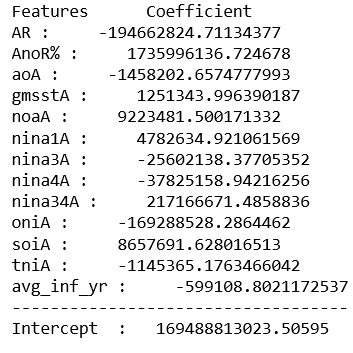 Features      Coefficient
AR :     -194662824.71134377
AnoR% :     1735996136.724678
aoA :     -1458202.6574777993
gmsstA :     1251343.996390187
noaA :     9223481.500171332
nina1A :     4782634.921061569
nina3A :     -25602138.37705352
nina4A :     -37825158.94216256
nina34A :     217166671.4858836
oniA :     -169288528.2864462
soiA :     8657691.628016513
tniA :     -1145365.1763466042
avg_inf_yr :     -599108.8021172537
-----------------------------------
Intercept  :   169488813023.50595